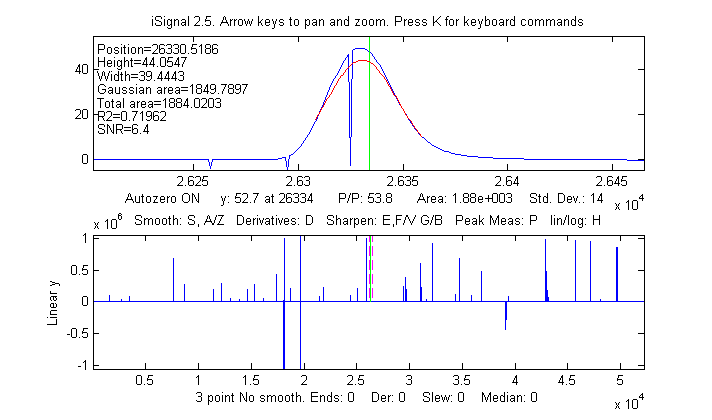 iSignal 2.5. Arrow keys to pan and zoom. Press K for keyboard commands
Position=26330.5186
Height=44.0547
Width=39.4443
Gaussian area=1849.7897
Total area=1884.0203
R2=0.71962
SNR=6.4
40
20
0
2.625 2.63 2.635 2.64 2.645
x 10^4
Autozero ON y: 52.7 at 26334 P/P: 53.8 Area: 1.88e+003 Std. Dev.: 14
x 10^6
Smooth: S, A/Z Derivatives: D Sharpen: E,F/V G/B Peak Meas: P lin/log: H
1
0.5
0
-0.5
-1
Linear y
0.5 1 1.5 2 2.5 3 3.5 4 4.5 5
x 10^4
3 point No smooth. Ends: 0 Der: 0 Slew: 0 Median: 0